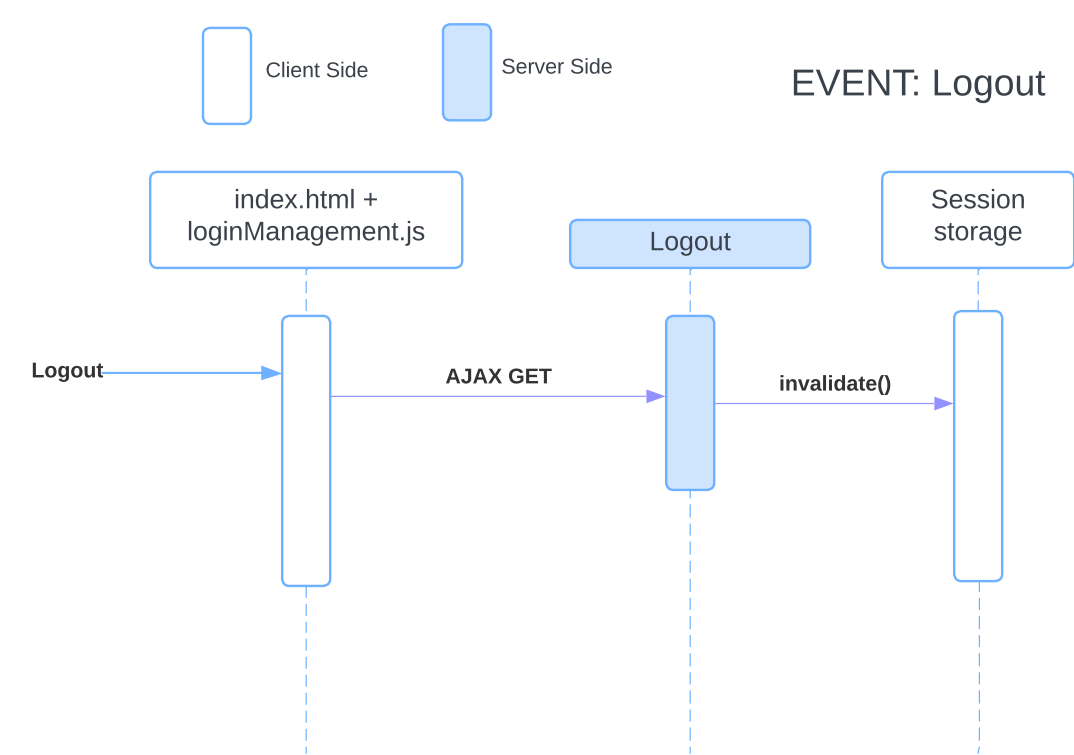 Client Side
Server Side
EVENT: Logout
index.html +
loginManagement.js
Logout
Session
storage
Logout
AJAX GET
invalidate()